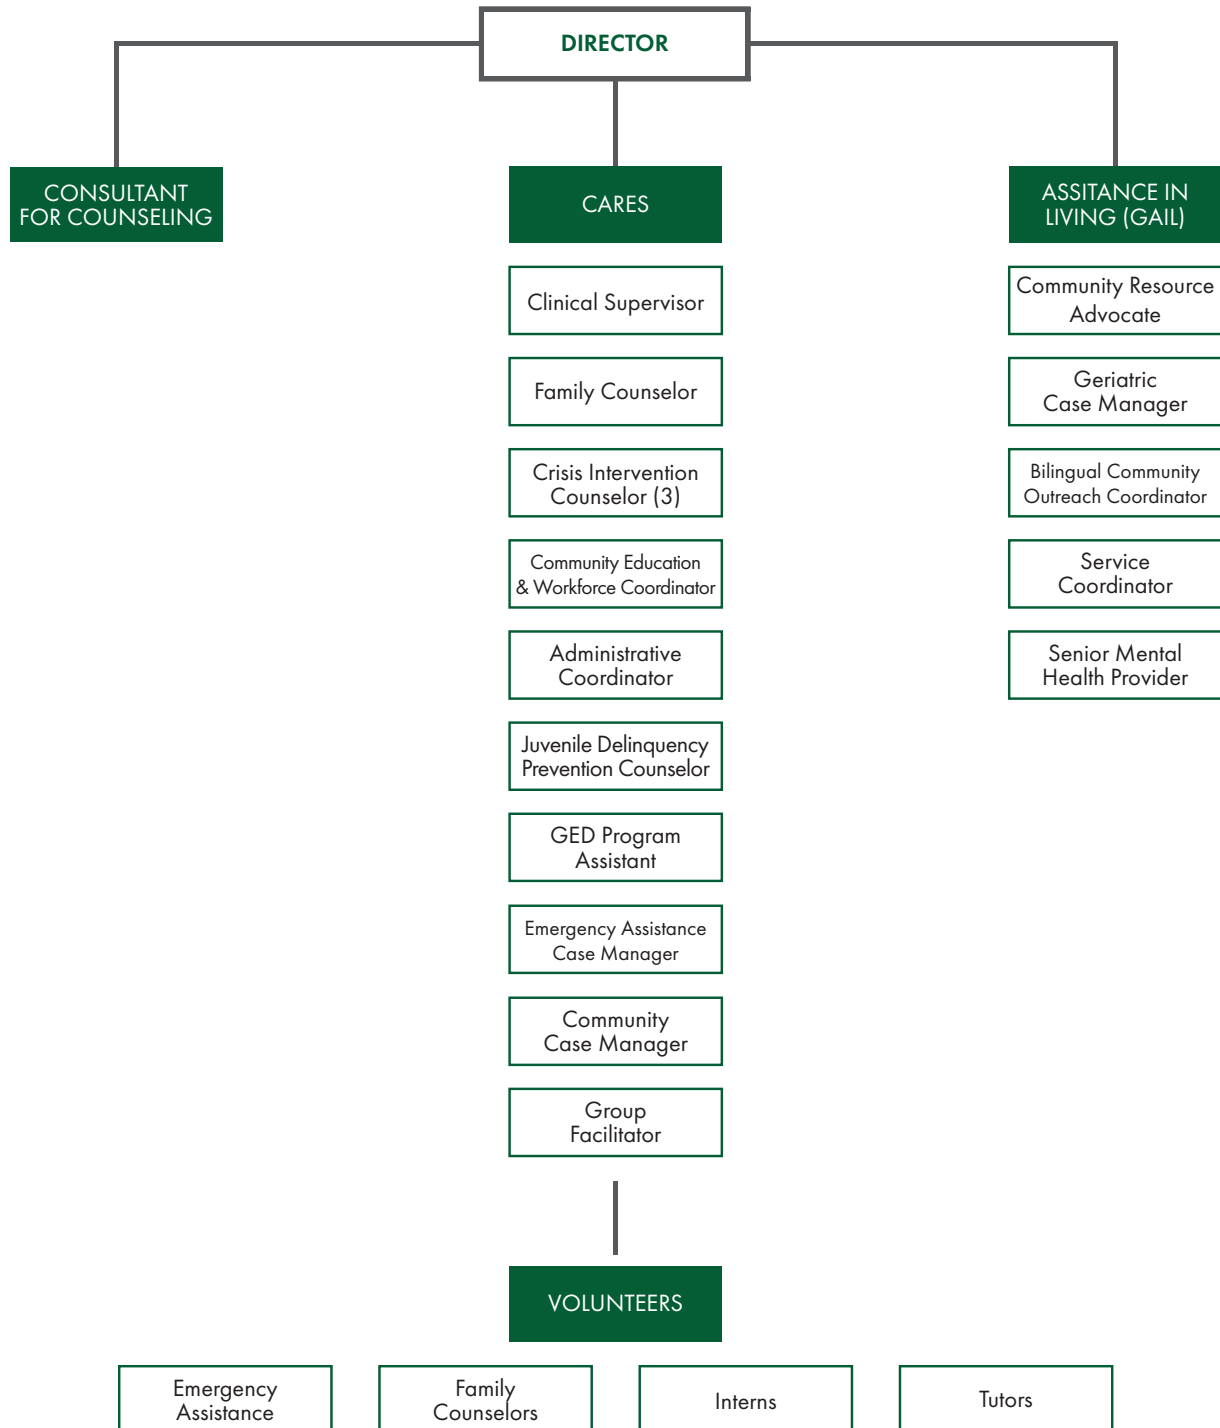 DIRECTOR
CONSULTANT
FOR COUNSELING
CARES
ASSITANCE IN
LIVING (GAIL)
Clinical Supervisor
Family Counselor
Crisis Intervention
Counselor (3)
Community Education
& Workforce Coordinator
Administrative
Coordinator
Juvenile Delinquency
Prevention Counselor
GED Program
Assistant
Emergency Assistance
Case Manager
Community
Case Manager
Group
Facilitator
Community Resource
Advocate
Geriatric
Case Manager
Bilingual Community
Outreach Coordinator
Service
Coordinator
Senior Mental
Health Provider
VOLUNTEERS
Emergency
Assistance
Family
Counselors
Interns
Tutors